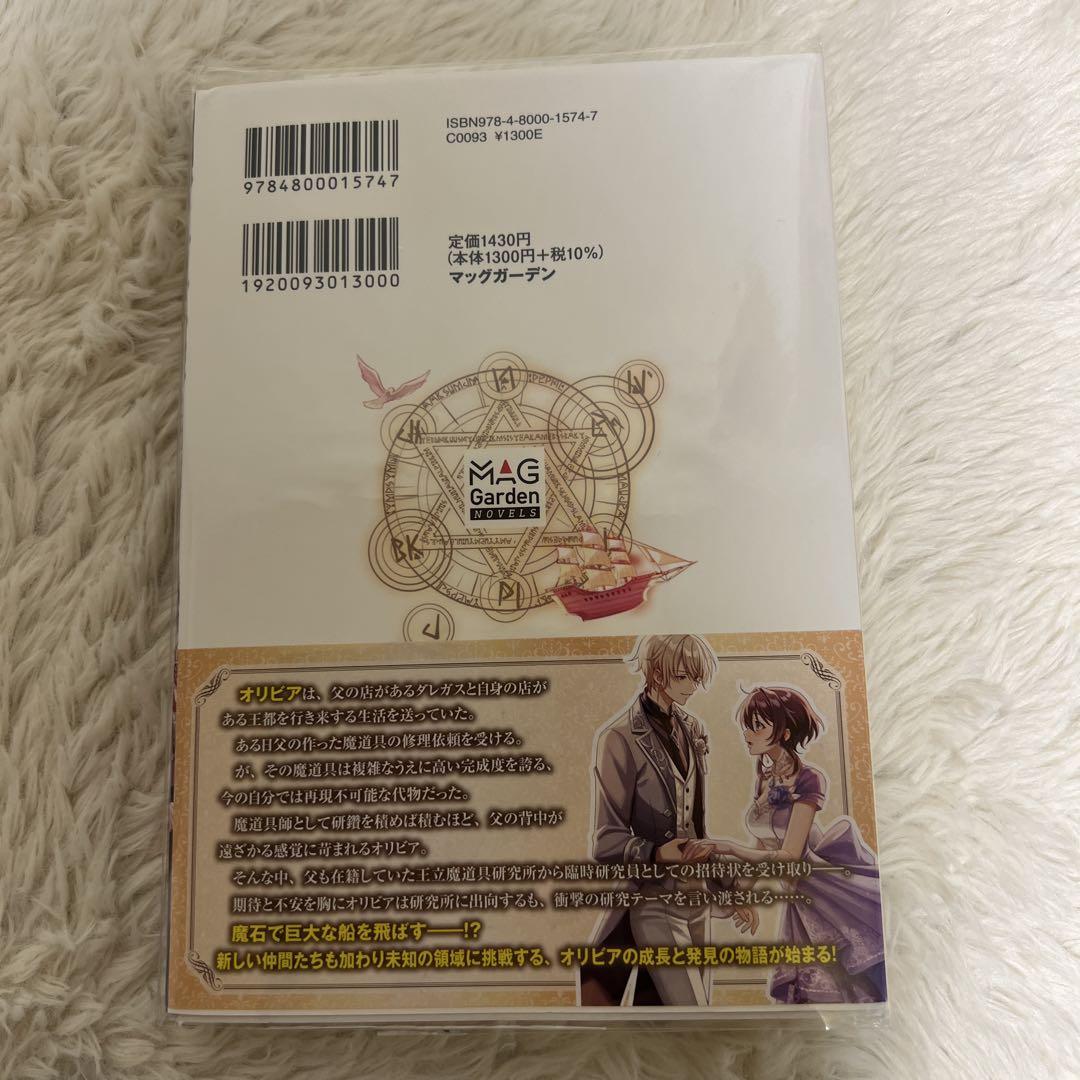 ISBN978-4-8000-1574-7
C0093 ¥1300E
9784800015747
定価1430円
(本体1300円+税10%)
マッグガーデン
1920093013000
MAG
Garden
NOVELS
オリビアは、父の店があるダレガスと自身の店が
ある王都を行き来する生活を送っていた。
ある日父の作った魔道具の修理依頼を受ける。
が、その魔道具は複雑なうえに高い完成度を誇る、
今の自分では再現不可能な代物だった。
魔道具師として研鑽を積めば積むほど、父の背中が
遠ざかる感覚に苛まれるオリビア。
そんな中、父も在籍していた王立魔道具研究所から臨時研究員としての招待状を受け取り――。
期待と不安を胸にオリビアは研究所に出向するも、衝撃の研究テーマを言い渡される……。
魔石で巨大な船を飛ばす――!?
新しい仲間たちも加わり未知の領域に挑戦する、オリビアの成長と発見の物語が始まる!